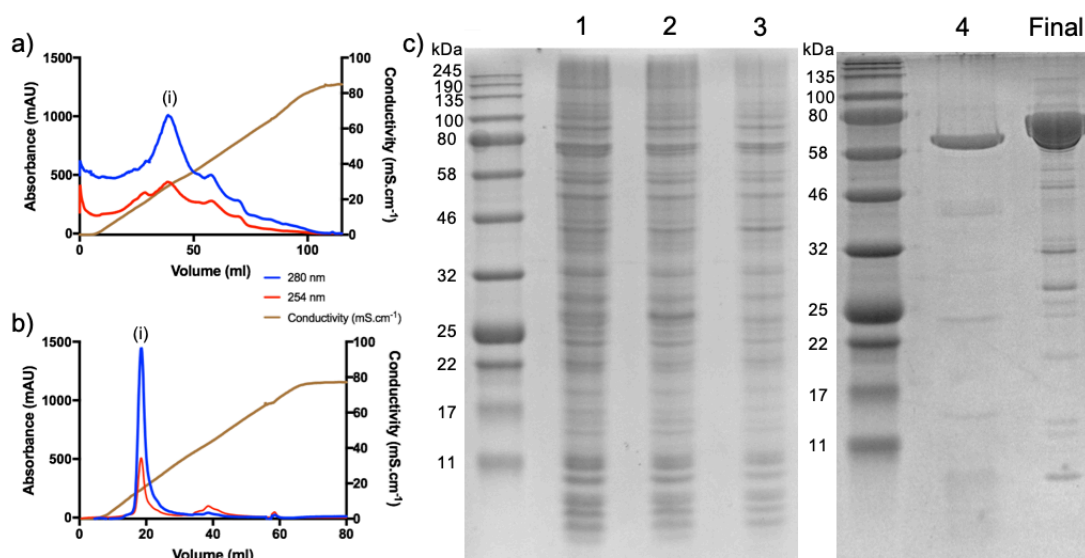 a)
1500
1000
500
0
Absorbance (mAU)
(i)
100
80
60
40
20
0
Conductivity (mS.cm-1)
0
50
100
Volume (ml)
280 nm
254 nm
Conductivity (mS.cm-1)
b)
1500
1000
500
0
Absorbance (mAU)
(i)
100
80
60
40
20
0
Conductivity (mS.cm-1)
0
20
40
60
80
Volume (ml)
c)
1 2 3
kDa
245
190
135
100
80
58
46
32
25
22
17
11
4 Final
kDa
135
100
80
58
46
32
25
22
17
11